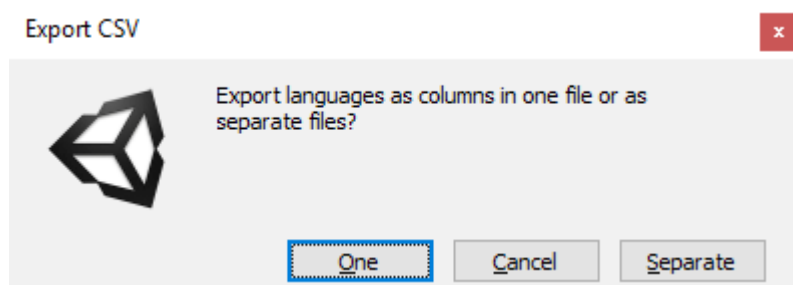 Export CSV
x
Export languages as columns in one file or as
separate files?
One
Cancel
Separate